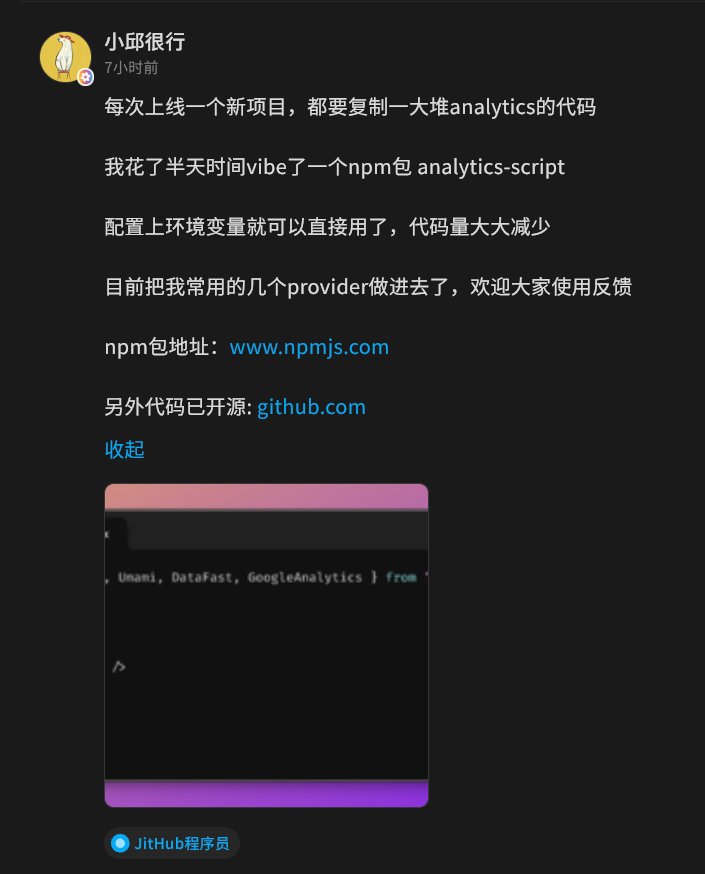 小邱很行
7小时前
每次上线一个新项目，都要复制一大堆analytics的代码
我花了半天时间vibe了一个npm包 analytics-script
配置上环境变量就可以直接用了，代码量大大减少
目前把我常用的几个provider做进去了，欢迎大家使用反馈
npm包地址：www.npmjs.com
另外代码已开源: github.com
收起
, Umami, DataFast, GoogleAnalytics } from '
/>
JitHub程序员